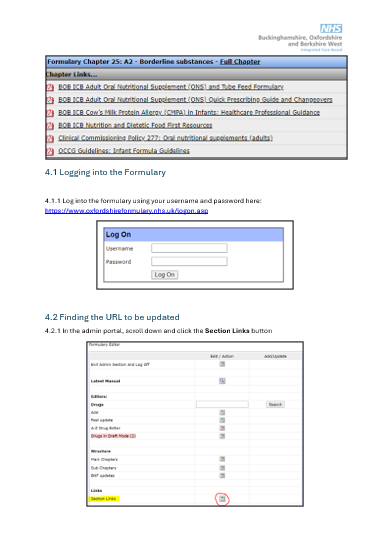 NHS
Buckinghamshire, Oxfordshire
and Berkshire West
Integrated Care Board
Formulary Chapter 25: A2 - Borderline substances - Full Chapter
Chapter Links...
BOB ICB Adult Oral Nutritional Supplement (ONS) and Tube Feed Formulary
BOB ICB Adult Oral Nutritional Supplement (ONS) Quick Prescribing Guide and Changeovers
BOB ICB Cow's Milk Protein Allergy (CMPA) in Infants: Healthcare Professional Guidance
BOB ICB Nutrition and Dietetic Food First Resources
Clinical Commissioning Policy 277: Oral nutritional supplements (adults)
OCCG Guidelines: Infant Formula Guidelines
4.1 Logging into the Formulary
4.1.1 Log into the formulary using your username and password here:
https://www.oxfordshireformulary.nhs.uk/logon.asp
Log On
Username
Password
Log On
4.2 Finding the URL to be updated
4.2.1 In the admin portal, scroll down and click the Section Links button
Formulary Editor
Edit / Action Add/Update
Exit Admin Section and Log Off
Latest Manual
Editors:
Drugs Search
Add
Fast update
A-Z Drug Editor
Drugs in Draft Mode (2)
Structure
Main Chapters
Sub Chapters
BNF updates
Links
Section Links